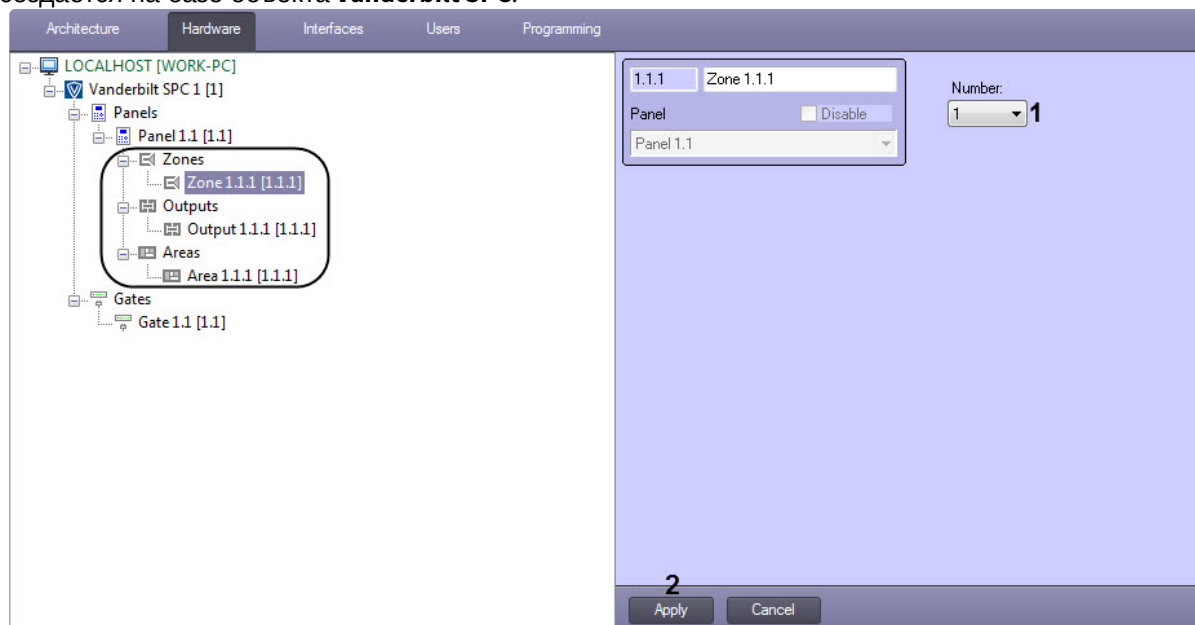 создается на базе объекта Vanderbilt SPC.
Architecture Hardware Interfaces Users Programming
LOCALHOST [WORK-PC]
Vanderbilt SPC 1 [1]
Panels
Panel 1.1 [1.1]
Zones
Zone 1.1.1 [1.1.1]
Outputs
Output 1.1.1 [1.1.1]
Areas
Area 1.1.1 [1.1.1]
Gates
Gate 1.1 [1.1]
1.1.1 Zone 1.1.1
Panel Disable
Panel 1.1
Number:
1 1
2
Apply Cancel